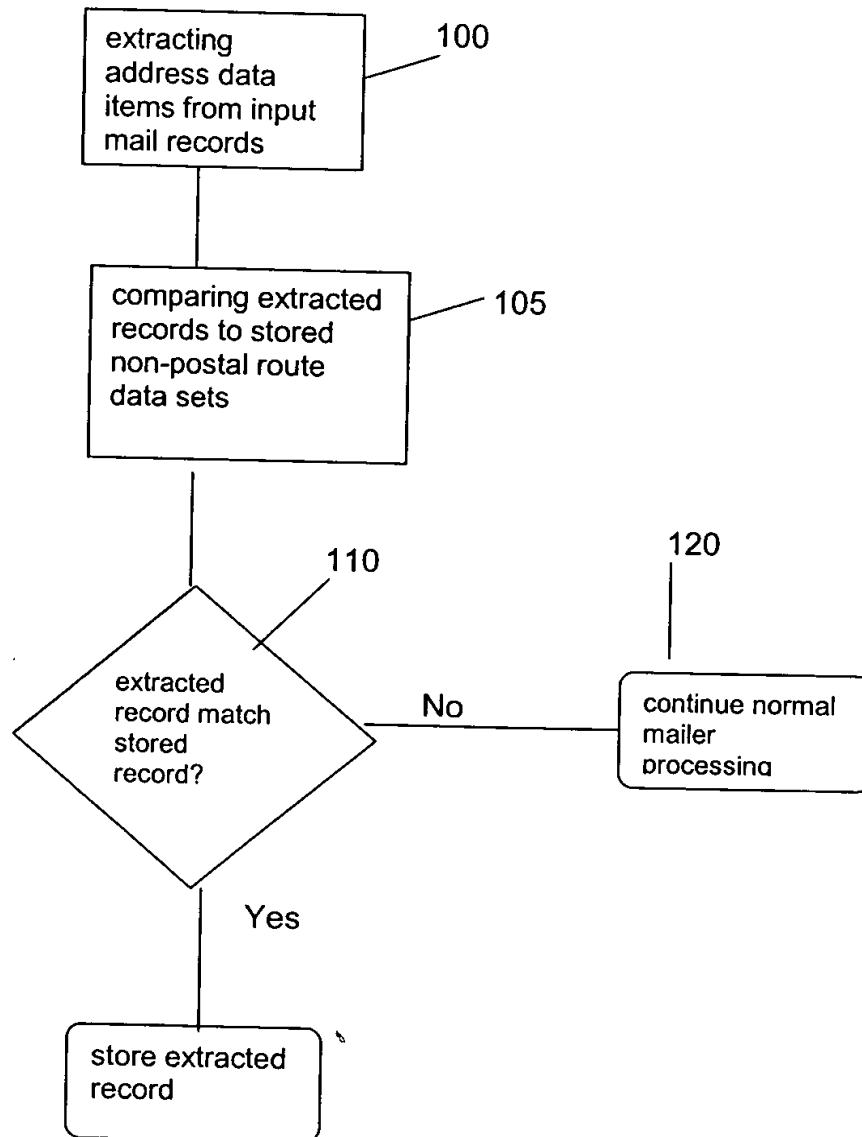 extracting
address data
items from input
mail records
100
comparing extracted
records to stored
non-postal route
data sets
105
110
120
extracted
record match
stored
record?
No
continue normal
mailer
processing
Yes
store extracted
record